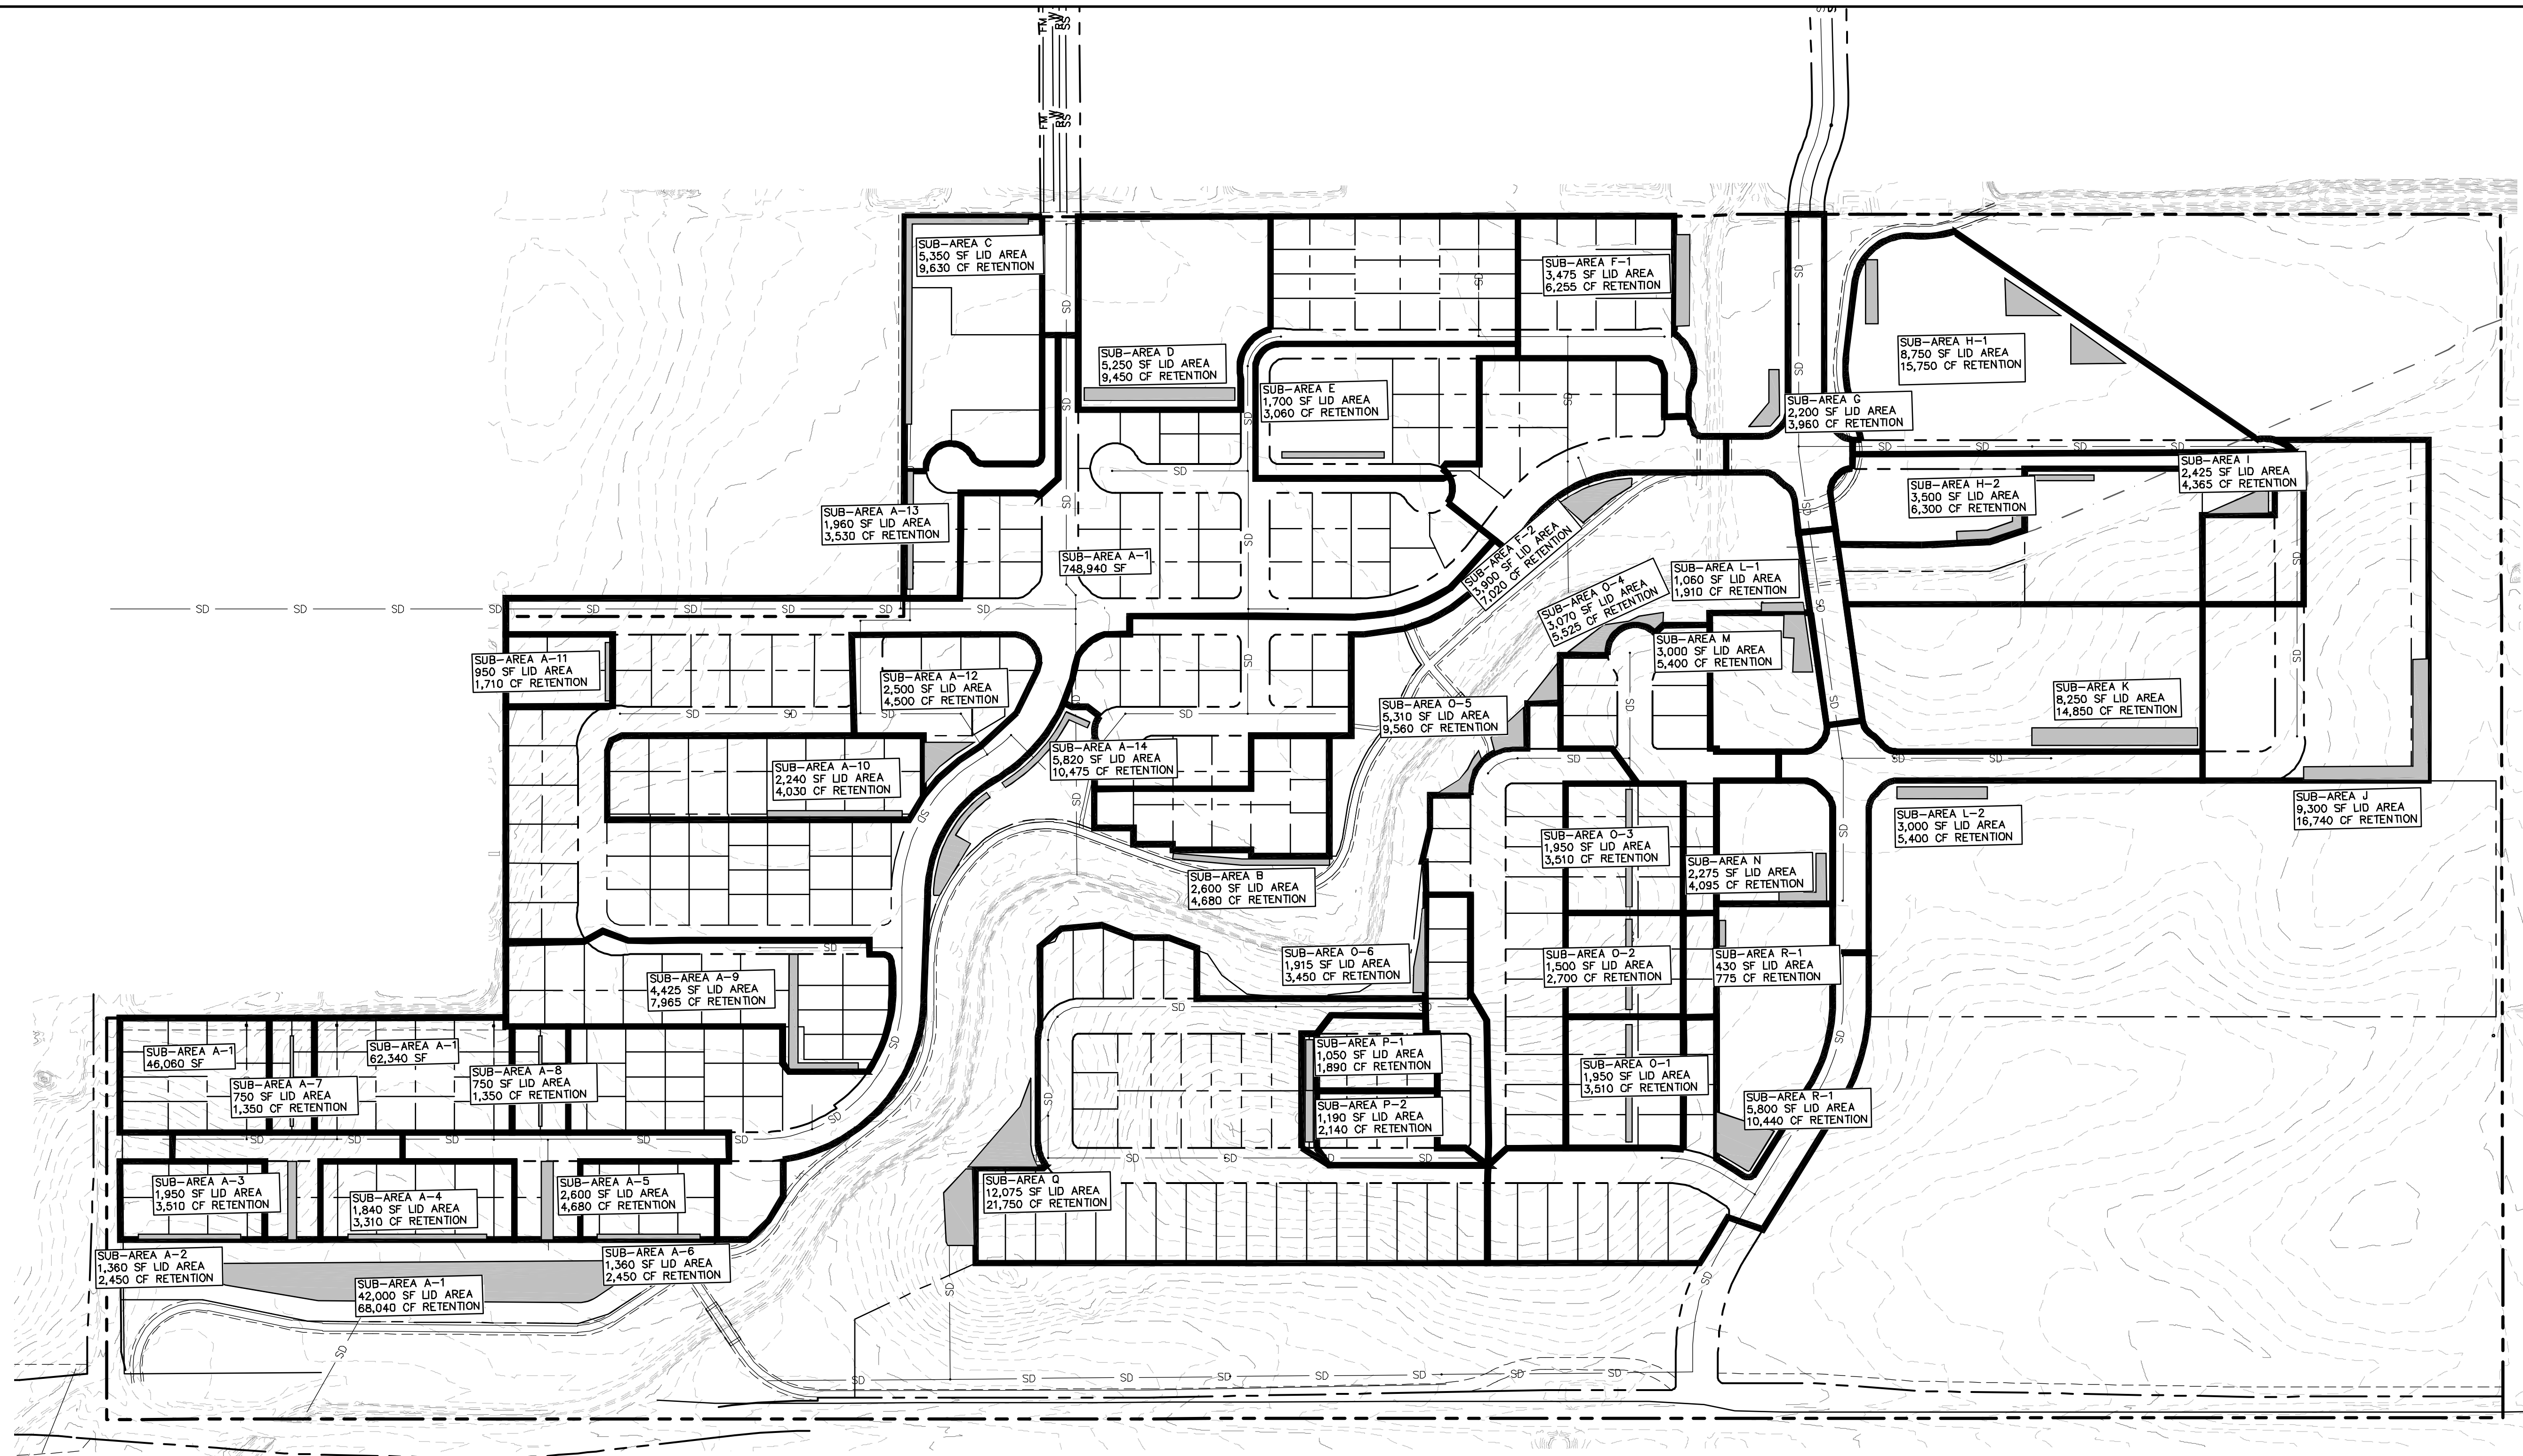 FM
W
RW
SS
FM
W
RW
SS
SUB-AREA C
5,350 SF LID AREA
9,630 CF RETENTION
SUB-AREA F-1
3,475 SF LID AREA
6,255 CF RETENTION
SUB-AREA H-1
8,750 SF LID AREA
15,750 CF RETENTION
SUB-AREA D
5,250 SF LID AREA
9,450 CF RETENTION
SUB-AREA E
1,700 SF LID AREA
3,060 CF RETENTION
SUB-AREA G
2,200 SF LID AREA
3,960 CF RETENTION
SUB-AREA I
2,425 SF LID AREA
4,365 CF RETENTION
SUB-AREA H-2
3,500 SF LID AREA
6,300 CF RETENTION
SUB-AREA A-13
1,960 SF LID AREA
3,530 CF RETENTION
SUB-AREA A-1
748,940 SF
SUB-AREA F-2
3,900 SF LID AREA
7,020 CF RETENTION
SUB-AREA O-4
3,070 SF LID AREA
5,525 CF RETENTION
SUB-AREA L-1
1,060 SF LID AREA
1,910 CF RETENTION
SUB-AREA M
3,000 SF LID AREA
5,400 CF RETENTION
SUB-AREA A-11
950 SF LID AREA
1,710 CF RETENTION
SUB-AREA A-12
2,500 SF LID AREA
4,500 CF RETENTION
SUB-AREA O-5
5,310 SF LID AREA
9,560 CF RETENTION
SUB-AREA K
8,250 SF LID AREA
14,850 CF RETENTION
SUB-AREA A-14
5,820 SF LID AREA
10,475 CF RETENTION
SUB-AREA A-10
2,240 SF LID AREA
4,030 CF RETENTION
SUB-AREA J
9,300 SF LID AREA
16,740 CF RETENTION
SUB-AREA L-2
3,000 SF LID AREA
5,400 CF RETENTION
SUB-AREA O-3
1,950 SF LID AREA
3,510 CF RETENTION
SUB-AREA N
2,275 SF LID AREA
4,095 CF RETENTION
SUB-AREA B
2,600 SF LID AREA
4,680 CF RETENTION
SUB-AREA O-6
1,915 SF LID AREA
3,450 CF RETENTION
SUB-AREA O-2
1,500 SF LID AREA
2,700 CF RETENTION
SUB-AREA R-1
430 SF LID AREA
775 CF RETENTION
SUB-AREA A-9
4,425 SF LID AREA
7,965 CF RETENTION
SUB-AREA A-1
46,060 SF
SUB-AREA A-1
62,340 SF
SUB-AREA A-7
750 SF LID AREA
1,350 CF RETENTION
SUB-AREA A-8
750 SF LID AREA
1,350 CF RETENTION
SUB-AREA P-1
1,050 SF LID AREA
1,890 CF RETENTION
SUB-AREA O-1
1,950 SF LID AREA
3,510 CF RETENTION
SUB-AREA P-2
1,190 SF LID AREA
2,140 CF RETENTION
SUB-AREA R-1
5,800 SF LID AREA
10,440 CF RETENTION
SUB-AREA A-3
1,950 SF LID AREA
3,510 CF RETENTION
SUB-AREA A-4
1,840 SF LID AREA
3,310 CF RETENTION
SUB-AREA A-5
2,600 SF LID AREA
4,680 CF RETENTION
SUB-AREA Q
12,075 SF LID AREA
21,750 CF RETENTION
SUB-AREA A-2
1,360 SF LID AREA
2,450 CF RETENTION
SUB-AREA A-6
1,360 SF LID AREA
2,450 CF RETENTION
SUB-AREA A-1
42,000 SF LID AREA
68,040 CF RETENTION
SD
SD
SD
SD
SD
SD
SD
SD
SD
SD